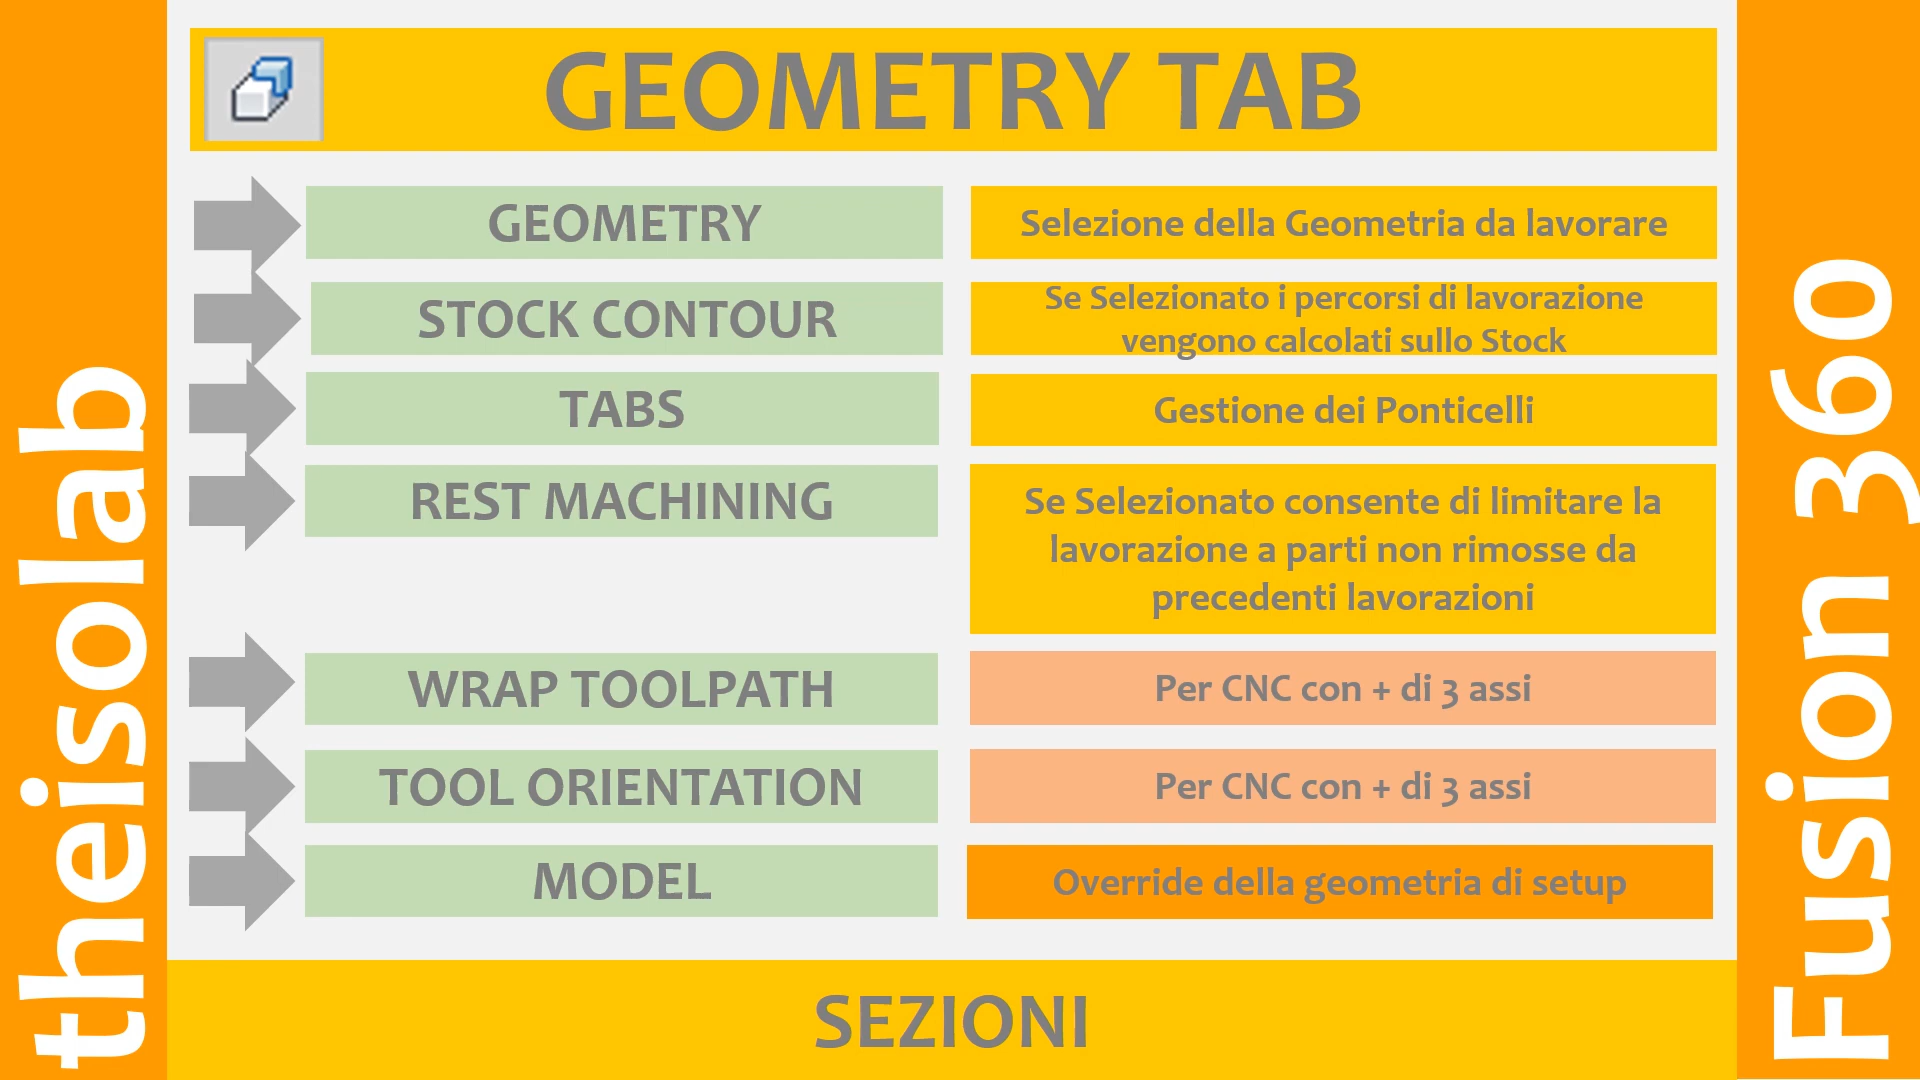 GEOMETRY TAB
GEOMETRY
Selezione della Geometria da lavorare
STOCK CONTOUR
Se Selezionato i percorsi di lavorazione
vengono calcolati sullo Stock
TABS
Gestione dei Ponticelli
REST MACHINING
Se Selezionato consente di limitare la
lavorazione a parti non rimosse da
precedenti lavorazioni
WRAP TOOLPATH
Per CNC con + di 3 assi
TOOL ORIENTATION
Per CNC con + di 3 assi
MODEL
Override della geometria di setup
SEZIONI
theisolab
Fusion 360